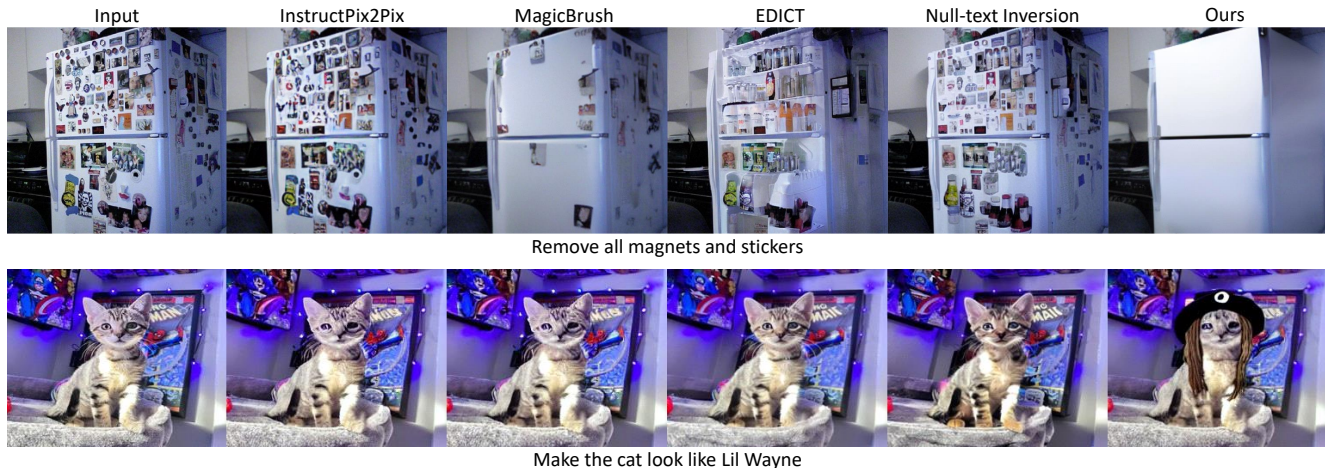 Input InstructPix2Pix MagicBrush EDICT Null-text Inversion Ours
Remove all magnets and stickers
Make the cat look like Lil Wayne